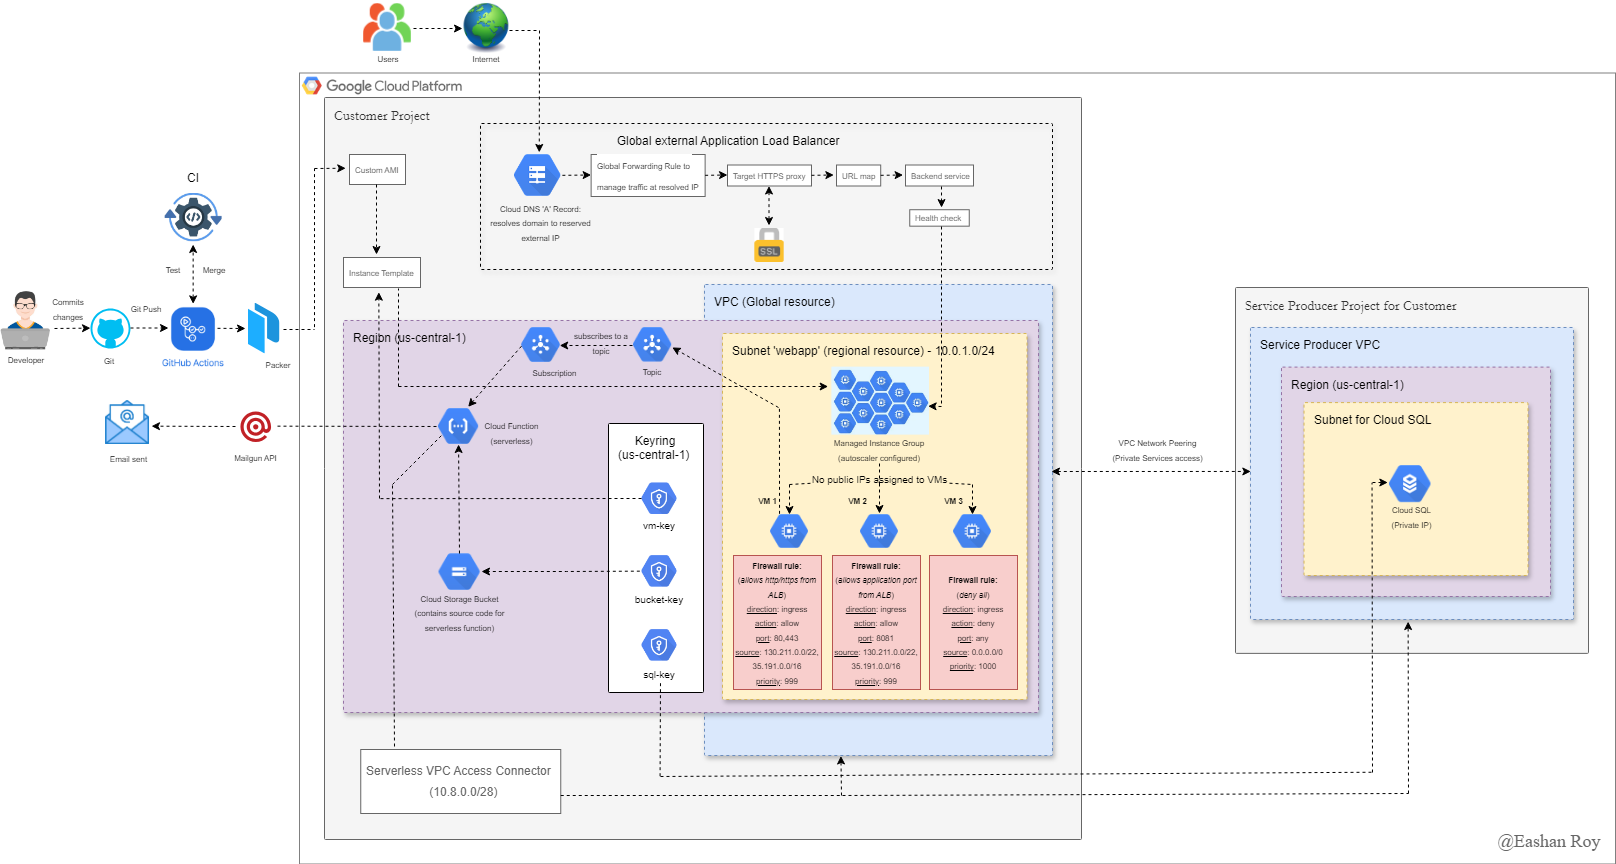 Users
Internet
Google Cloud Platform
Customer Project
Global external Application Load Balancer
Custom AMI
Global Forwarding Rule to
manage traffic at resolved IP
Target HTTPS proxy
URL map
Backend service
Health check
Cloud DNS 'A' Record:
resolves domain to reserved
external IP
SSL
CI
Test
Merge
Instance Template
Commits
changes
Git Push
Developer
Git
GitHub Actions
Packer
Email sent
Mailgun API
VPC (Global resource)
Region (us-central-1)
subscribes to a
topic
Subscription
Topic
Cloud Function
(serverless)
Keyring
(us-central-1)
vm-key
bucket-key
sql-key
Cloud Storage Bucket
(contains source code for
serverless function)
Subnet 'webapp' (regional resource) - 10.0.1.0/24
Managed Instance Group
(autoscaler configured)
No public IPs assigned to VMs
VM 1
VM 2
VM 3
Firewall rule:
(allows http/https from
ALB)
direction: ingress
action: allow
port: 80,443
source: 130.211.0.0/22,
35.191.0.0/16
priority: 999
Firewall rule:
(allows application port
from ALB)
direction: ingress
action: allow
port: 8081
source: 130.211.0.0/22,
35.191.0.0/16
priority: 999
Firewall rule:
(deny all)
direction: ingress
action: deny
port: any
source: 0.0.0.0/0
priority: 1000
Serverless VPC Access Connector
(10.8.0.0/28)
VPC Network Peering
(Private Services access)
Service Producer Project for Customer
Service Producer VPC
Region (us-central-1)
Subnet for Cloud SQL
Cloud SQL
(Private IP)
@Eashan Roy